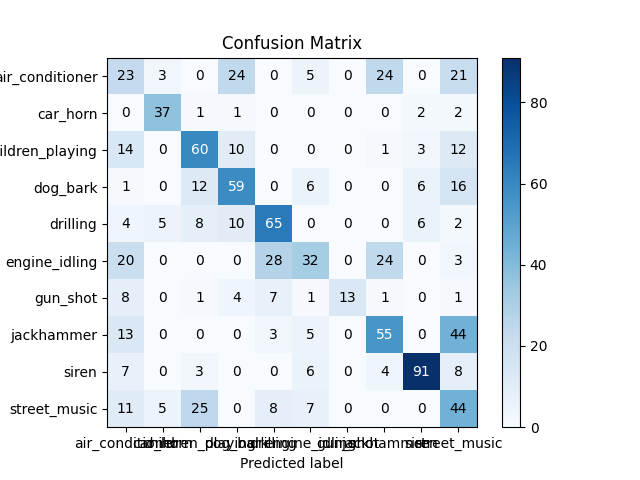 Confusion Matrix
air_conditioner 23 3 0 24 0 5 0 24 0 21
car_horn 0 37 1 1 0 0 0 0 2 2
ildren_playing 14 0 60 10 0 0 0 1 3 12
dog_bark 1 0 12 59 0 6 0 0 6 16
drilling 4 5 8 10 65 0 0 0 6 2
engine_idling 20 0 0 0 28 32 0 24 0 3
gun_shot 8 0 1 4 7 1 13 1 0 1
jackhammer 13 0 0 0 3 5 0 55 0 44
siren 7 0 3 0 0 6 0 4 91 8
street_music 11 5 25 0 8 7 0 0 0 44
street_music
Predicted label
80
60
40
20
0